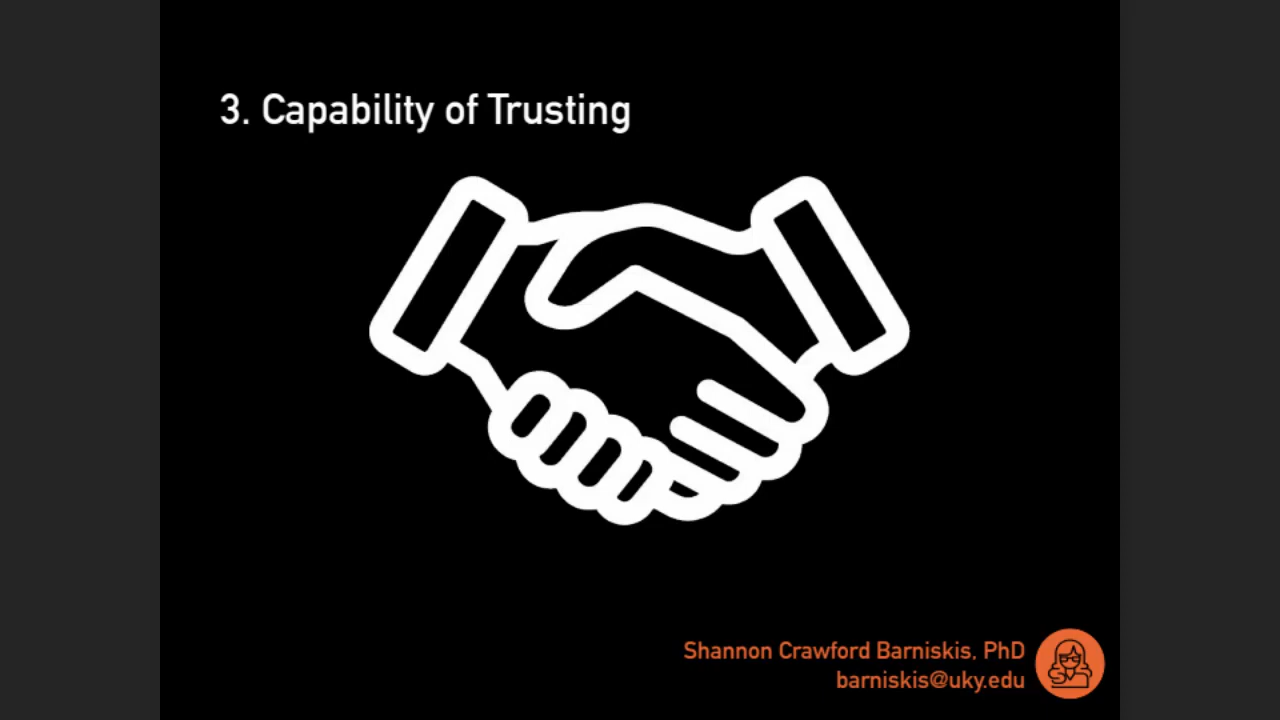 3. Capability of Trusting
Shannon Crawford Barniskis, PhD
barniskis@uky.edu